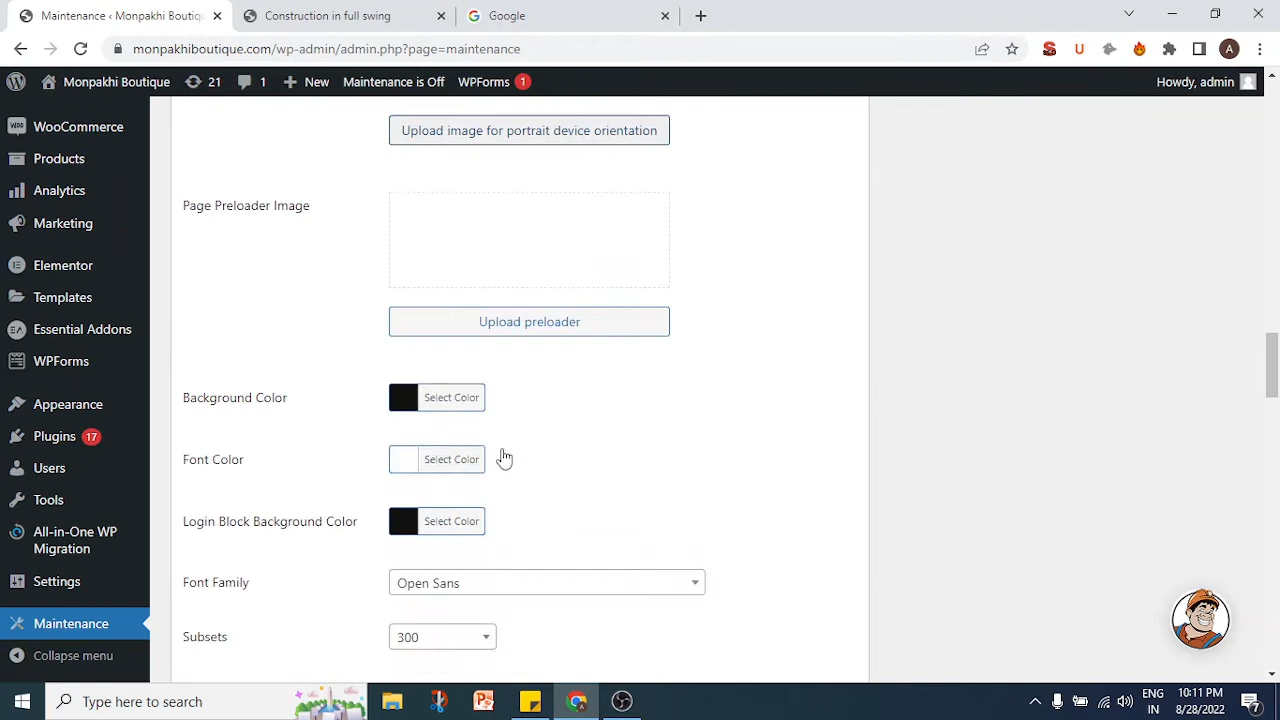 Maintenance < Monpakhi Boutiqu
Construction in full swing
Google
monpakhiboutique.com/wp-admin/admin.php?page=maintenance
A
Monpakhi Boutique 21 1 New Maintenance is Off WPForms 1 Howdy, admin
WooCommerce
Products
Analytics
Marketing
Elementor
Templates
Essential Addons
WPForms
Appearance
Plugins 17
Users
Tools
All-in-One WP
Migration
Settings
Maintenance
Collapse menu
Upload image for portrait device orientation
Page Preloader Image
Upload preloader
Background Color Select Color
Font Color Select Color
Login Block Background Color Select Color
Font Family Open Sans
Subsets 300
Type here to search
ENG
IN
10:11 PM
8/28/2022
7